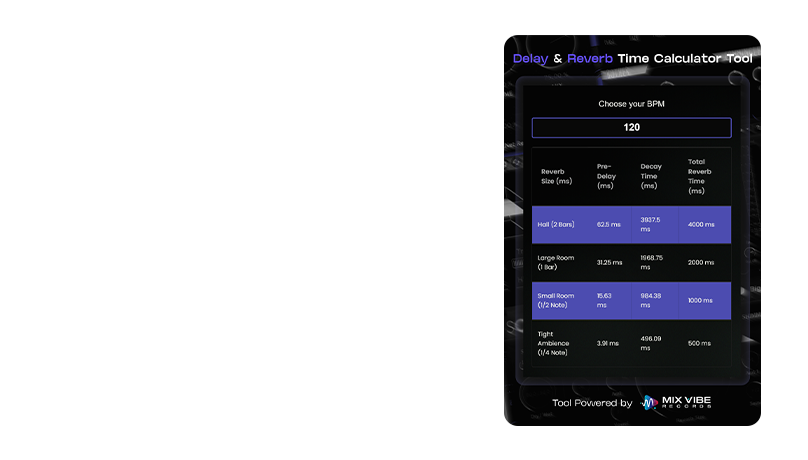 Delay & Reverb Time Calculator Tool
Choose your BPM
120
Reverb
Size (ms)
Pre-
Delay
(ms)
Decay
Time
(ms)
Total
Reverb
Time
(ms)
Hall (2 Bars)
62.5 ms
3937.5
ms
4000 ms
Large Room
(1 Bar)
31.25 ms
1968.75
ms
2000 ms
Small Room
(1/2 Note)
15.63
ms
984.38
ms
1000 ms
Tight
Ambience
(1/4 Note)
3.91 ms
496.09
ms
500 ms
Tool Powered by
MIX VIBE
RECORDS